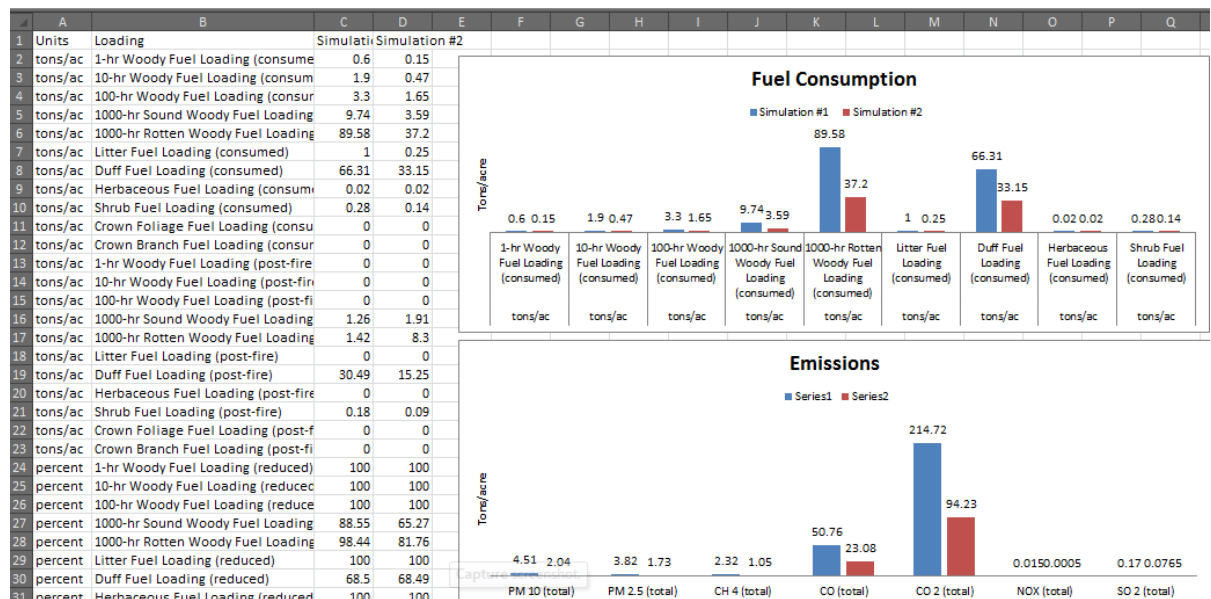 A B C D E F G H I J K L M N O P Q
1 Units Loading Simulati Simulation #2
2 tons/ac 1-hr Woody Fuel Loading (consume 0.6 0.15
3 tons/ac 10-hr Woody Fuel Loading (consum 1.9 0.47
4 tons/ac 100-hr Woody Fuel Loading (consur 3.3 1.65
5 tons/ac 1000-hr Sound Woody Fuel Loading 9.74 3.59
6 tons/ac 1000-hr Rotten Woody Fuel Loading 89.58 37.2
7 tons/ac Litter Fuel Loading (consumed) 1 0.25
8 tons/ac Duff Fuel Loading (consumed) 66.31 33.15
9 tons/ac Herbaceous Fuel Loading (consum 0.02 0.02
10 tons/ac Shrub Fuel Loading (consumed) 0.28 0.14
11 tons/ac Crown Foliage Fuel Loading (consu 0 0
12 tons/ac Crown Branch Fuel Loading (consur 0 0
13 tons/ac 1-hr Woody Fuel Loading (post-fire 0 0
14 tons/ac 10-hr Woody Fuel Loading (post-fir 0 0
15 tons/ac 100-hr Woody Fuel Loading (post-fi 0 0
16 tons/ac 1000-hr Sound Woody Fuel Loading 1.26 1.91
17 tons/ac 1000-hr Rotten Woody Fuel Loading 1.42 8.3
18 tons/ac Litter Fuel Loading (post-fire) 0 0
19 tons/ac Duff Fuel Loading (post-fire) 30.49 15.25
20 tons/ac Herbaceous Fuel Loading (post-fire 0 0
21 tons/ac Shrub Fuel Loading (post-fire) 0.18 0.09
22 tons/ac Crown Foliage Fuel Loading (post-f 0 0
23 tons/ac Crown Branch Fuel Loading (post-fi 0 0
24 percent 1-hr Woody Fuel Loading (reduced) 100 100
25 percent 10-hr Woody Fuel Loading (reduced 100 100
26 percent 100-hr Woody Fuel Loading (reduce 100 100
27 percent 1000-hr Sound Woody Fuel Loading 88.55 65.27
28 percent 1000-hr Rotten Woody Fuel Loading 98.44 81.76
29 percent Litter Fuel Loading (reduced) 100 100
30 percent Duff Fuel Loading (reduced) 68.5 68.49
31 percent Herbaceous Fuel Loading (reduced 100 100
Fuel Consumption
Simulation #1 Simulation #2
Tons/acre
89.58
66.31
37.2
33.15
0.6 0.15 1.9 0.47 3.3 1.65 9.74 3.59 1 0.25 0.02 0.02 0.28 0.14
1-hr Woody 10-hr Woody 100-hr Woody 1000-hr Sound 1000-hr Rotten Litter Fuel Duff Fuel Herbaceous Shrub Fuel
Fuel Loading Fuel Loading Fuel Loading Woody Fuel Woody Fuel Loading Loading Fuel Loading Loading
(consumed) (consumed) (consumed) Loading Loading (consumed) (consumed) (consumed) (consumed)
(consumed) (consumed)
tons/ac tons/ac tons/ac tons/ac tons/ac tons/ac tons/ac tons/ac tons/ac
Emissions
Series1 Series2
Tons/acre
214.72
94.23
50.76
23.08
4.51 2.04 3.82 1.73 2.32 1.05 0.015 0.0005 0.17 0.0765
Capture screenshot.
PM 10 (total) PM 2.5 (total) CH 4 (total) CO (total) CO 2 (total) NOX (total) SO 2 (total)